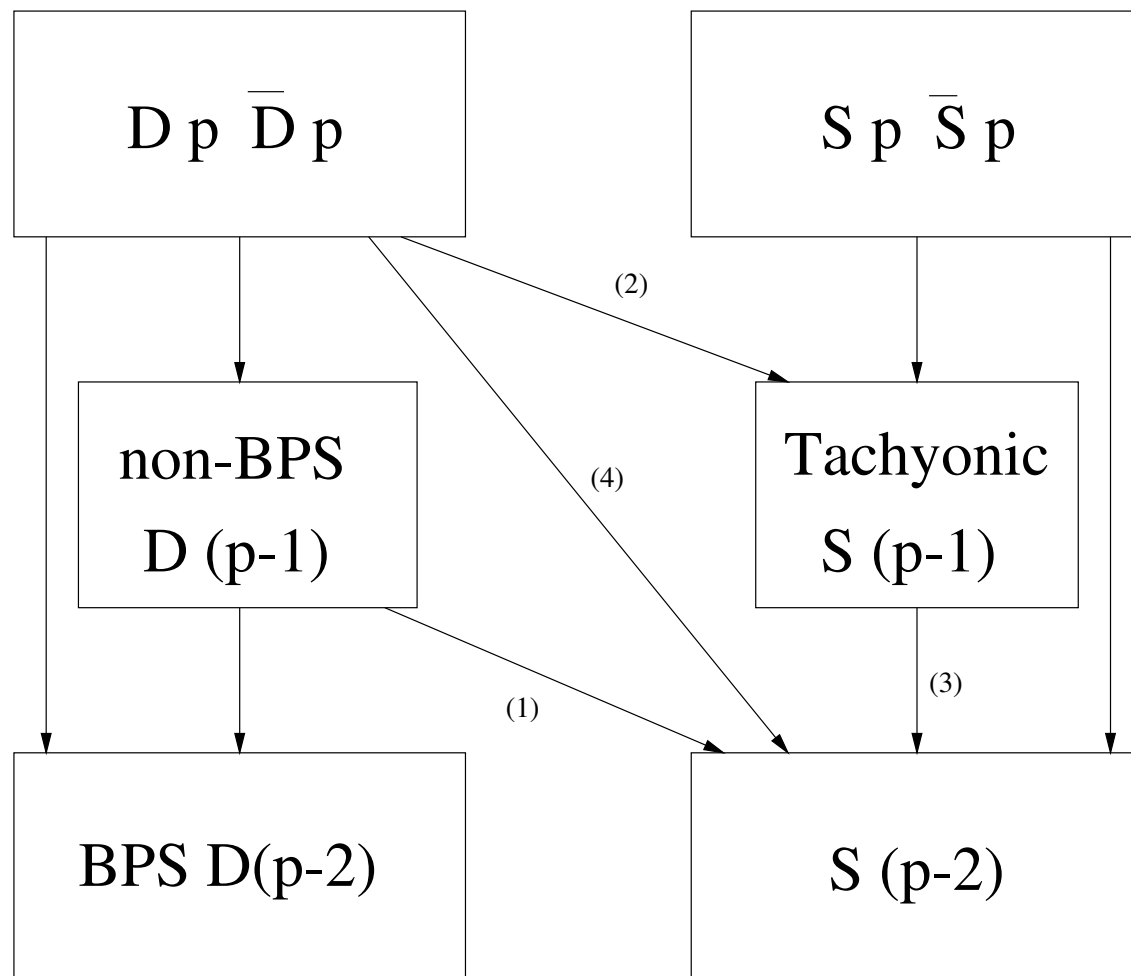 D p D̅ p
S p S̅ p
(2)
non-BPS
D (p-1)
Tachyonic
S (p-1)
(4)
(3)
(1)
BPS D(p-2)
S (p-2)